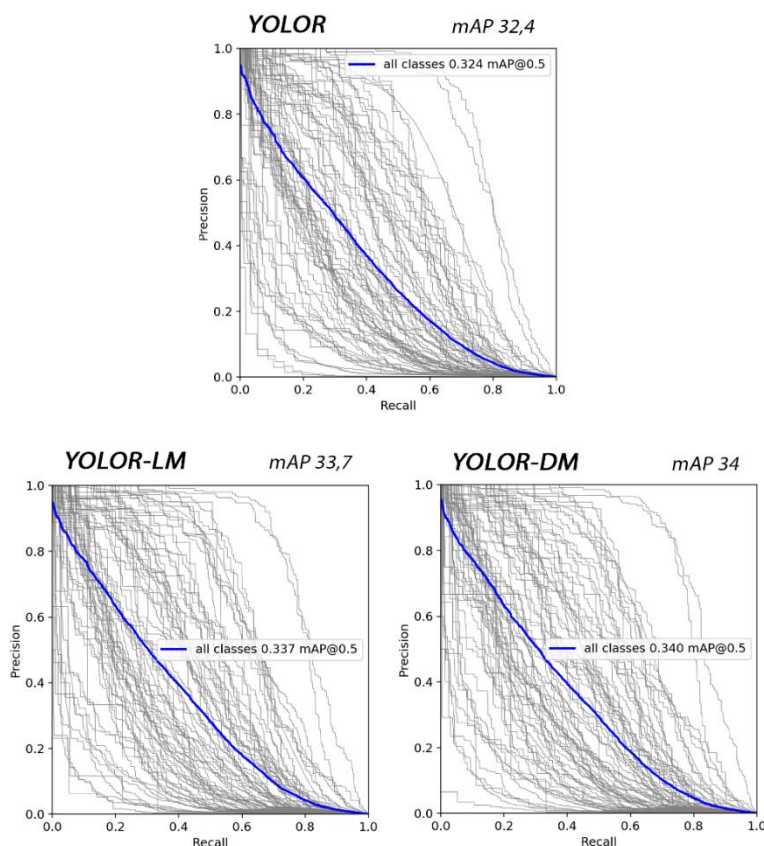 YOLOR mAP 32,4
1.0
all classes 0.324 mAP@0.5
0.8
0.6
Precision
0.4
0.2
0.0
0.0 0.2 0.4 0.6 0.8 1.0
Recall
YOLOR-LM mAP 33,7
1.0
0.8
0.6
Precision
all classes 0.337 mAP@0.5
0.4
0.2
0.0
0.0 0.2 0.4 0.6 0.8 1.0
Recall
YOLOR-DM mAP 34
1.0
0.8
0.6
Precision
all classes 0.340 mAP@0.5
0.4
0.2
0.0
0.0 0.2 0.4 0.6 0.8 1.0
Recall